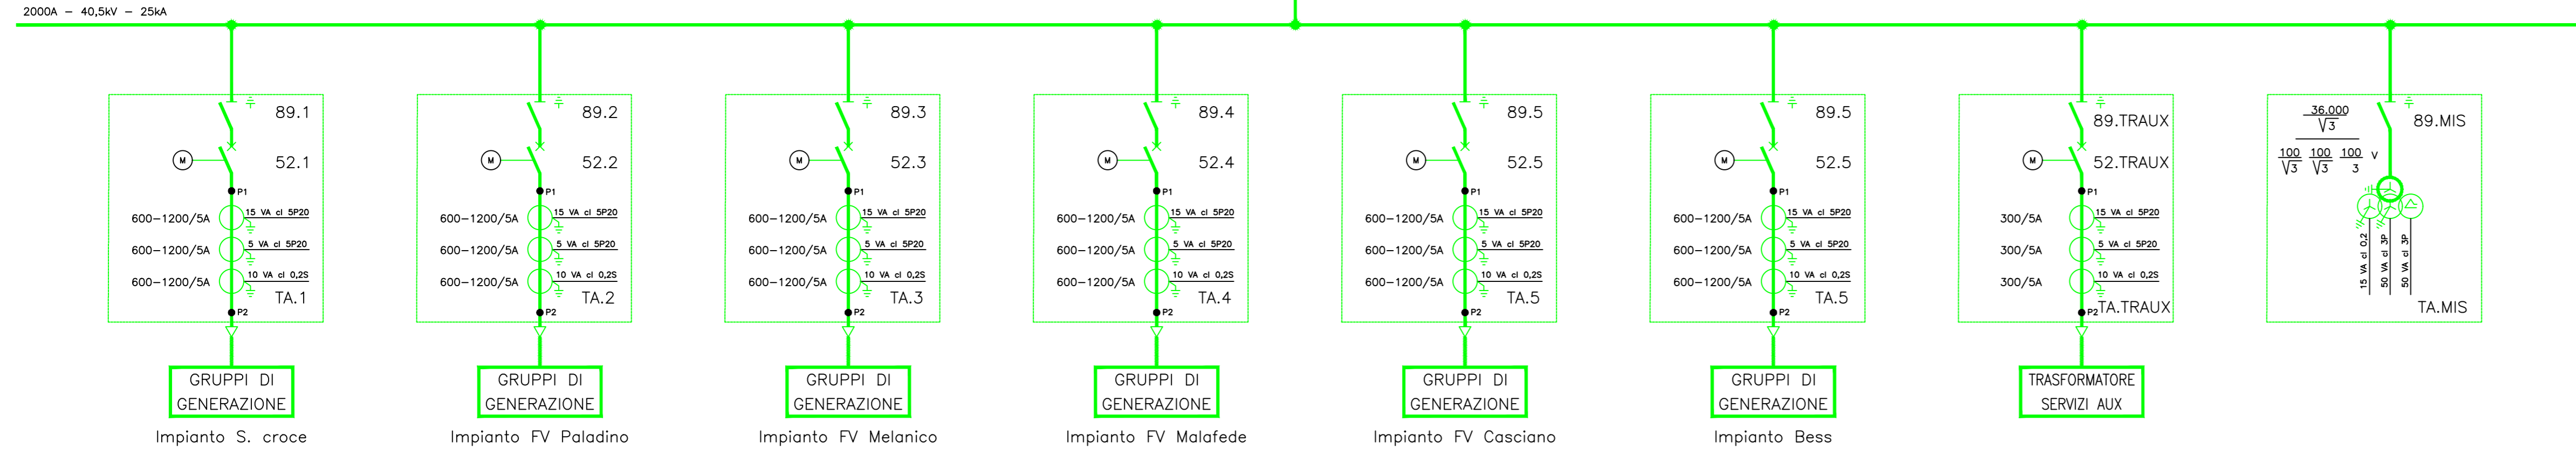 2000A - 40,5kV - 25kA
89.1
52.1
M
P1
600-1200/5A 15 VA cl 5P20
600-1200/5A 5 VA cl 5P20
600-1200/5A 10 VA cl 0,2S
TA.1
P2
GRUPPI DI
GENERAZIONE
Impianto S. croce
89.2
52.2
M
P1
600-1200/5A 15 VA cl 5P20
600-1200/5A 5 VA cl 5P20
600-1200/5A 10 VA cl 0,2S
TA.2
P2
GRUPPI DI
GENERAZIONE
Impianto FV Paladino
89.3
52.3
M
P1
600-1200/5A 15 VA cl 5P20
600-1200/5A 5 VA cl 5P20
600-1200/5A 10 VA cl 0,2S
TA.3
P2
GRUPPI DI
GENERAZIONE
Impianto FV Melanico
89.4
52.4
M
P1
600-1200/5A 15 VA cl 5P20
600-1200/5A 5 VA cl 5P20
600-1200/5A 10 VA cl 0,2S
TA.4
P2
GRUPPI DI
GENERAZIONE
Impianto FV Malafede
89.5
52.5
M
P1
600-1200/5A 15 VA cl 5P20
600-1200/5A 5 VA cl 5P20
600-1200/5A 10 VA cl 0,2S
TA.5
P2
GRUPPI DI
GENERAZIONE
Impianto FV Casciano
89.5
52.5
M
P1
600-1200/5A 15 VA cl 5P20
600-1200/5A 5 VA cl 5P20
600-1200/5A 10 VA cl 0,2S
TA.5
P2
GRUPPI DI
GENERAZIONE
Impianto Bess
89.TRAUX
52.TRAUX
M
P1
300/5A 15 VA cl 5P20
300/5A 5 VA cl 5P20
300/5A 10 VA cl 0,2S
P2 TA.TRAUX
TRASFORMATORE
SERVIZI AUX
36.000
√3
89.MIS
100 100 100 V
√3 √3 3
15 VA cl 0,2
50 VA cl 3P
50 VA cl 3P
TA.MIS